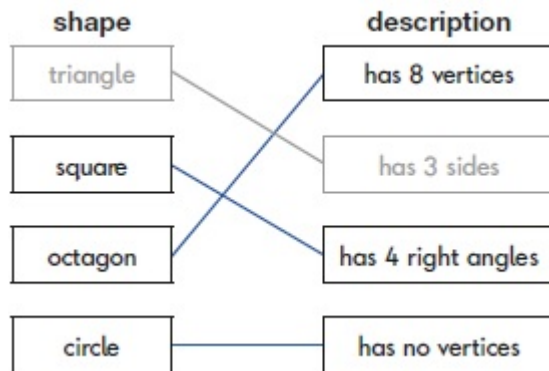 shape description
triangle has 8 vertices
square has 3 sides
octagon has 4 right angles
circle has no vertices